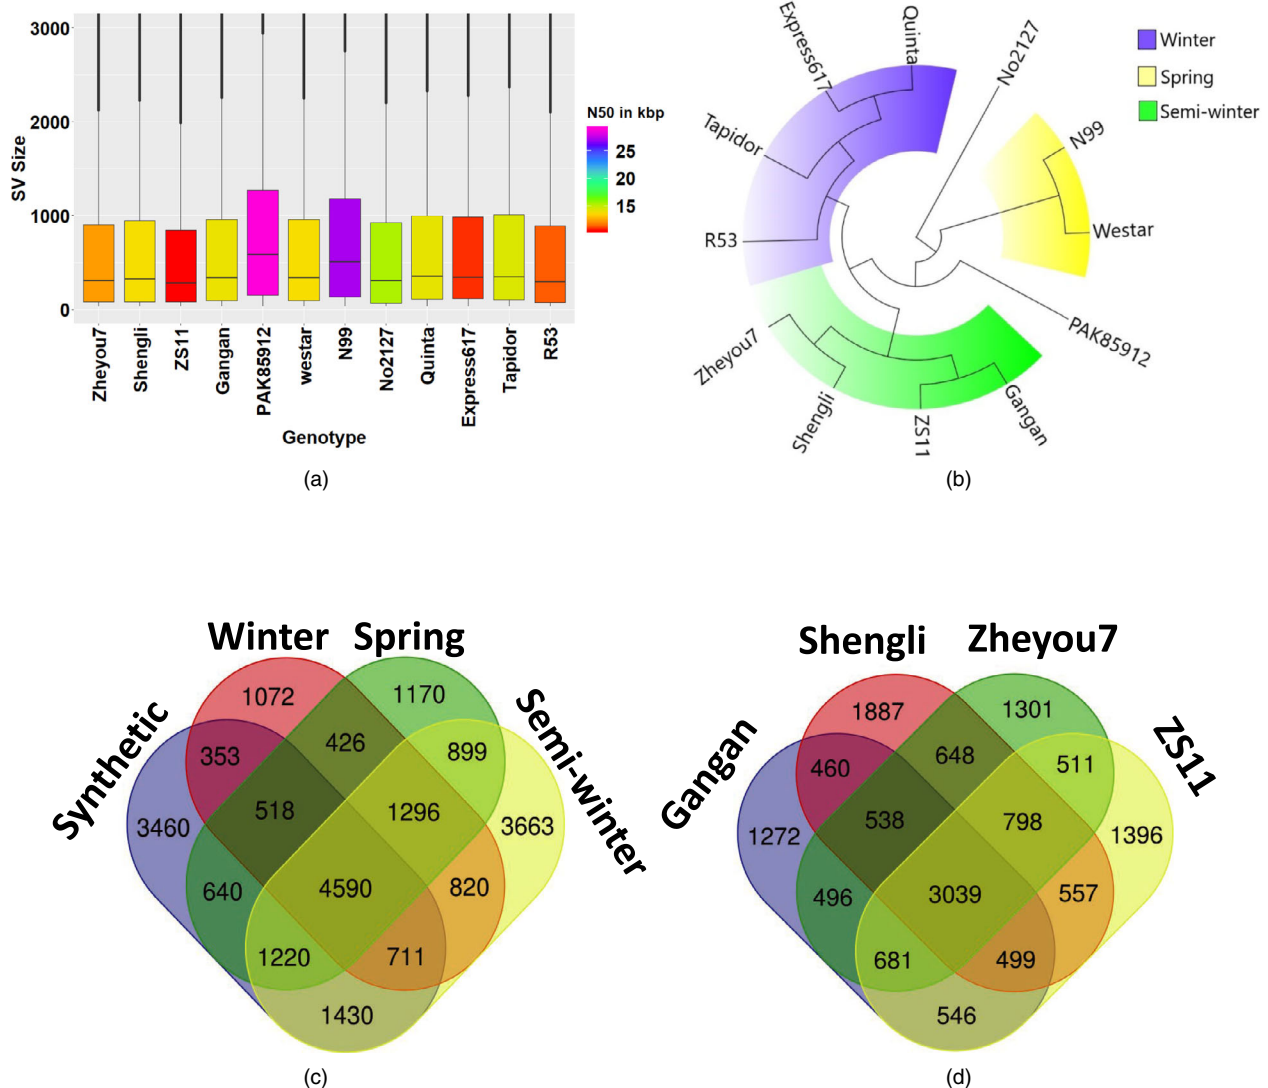 3000
2000
1000
0
SV Size
Zheyou7
Shengli
ZS11
Gangan
PAK85912
westar
N99
No2127
Quinta
Express617
Tapidor
R53
Genotype
N50 in kbp
25
20
15
(a)
Express617
Quinta
No2127
Tapidor
N99
R53
Westar
Zheyou7
PAK85912
Shengli
ZS11
Gangan
Winter
Spring
Semi-winter
(b)
Winter Spring
Synthetic
Semi-winter
1072
1170
353
426
899
3460
518
1296
3663
640
4590
820
1220
711
1430
(c)
Shengli Zheyou7
Gangan
ZS11
1887
1301
460
648
511
1272
538
798
1396
496
3039
557
681
499
546
(d)